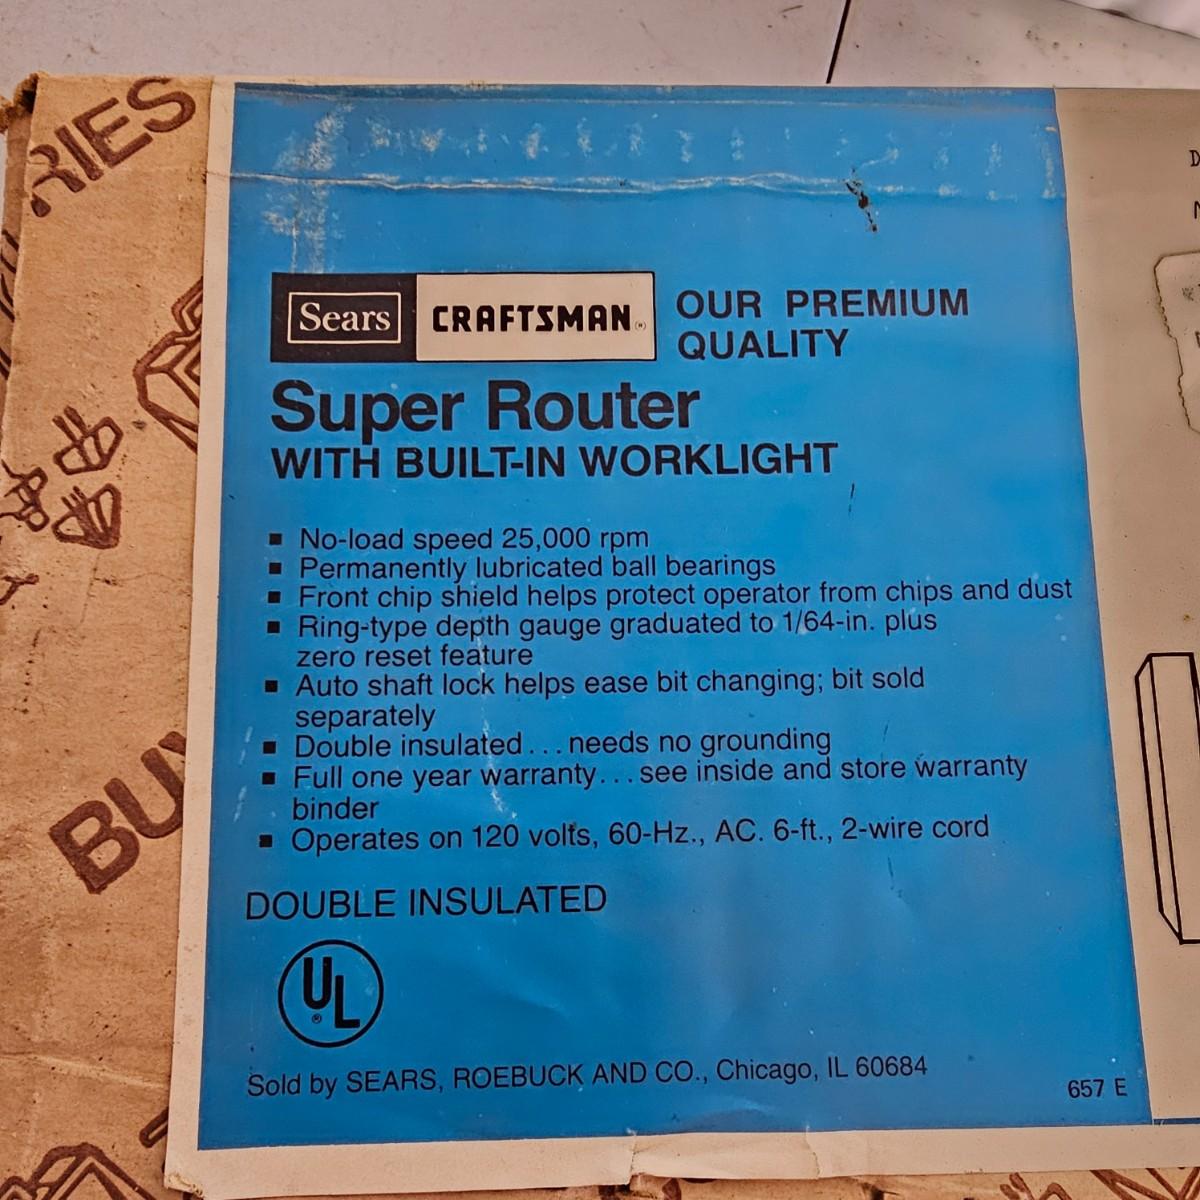 RIES
BU
Sears CRAFTSMAN® OUR PREMIUM
QUALITY
Super Router
WITH BUILT-IN WORKLIGHT
▪ No-load speed 25,000 rpm
▪ Permanently lubricated ball bearings
▪ Front chip shield helps protect operator from chips and dust
▪ Ring-type depth gauge graduated to 1/64-in. plus
zero reset feature
▪ Auto shaft lock helps ease bit changing; bit sold
separately
▪ Double insulated...needs no grounding
▪ Full one year warranty...see inside and store warranty
binder
▪ Operates on 120 volts, 60-Hz., AC. 6-ft., 2-wire cord
DOUBLE INSULATED
UL®
Sold by SEARS, ROEBUCK AND CO., Chicago, IL 60684
657 E